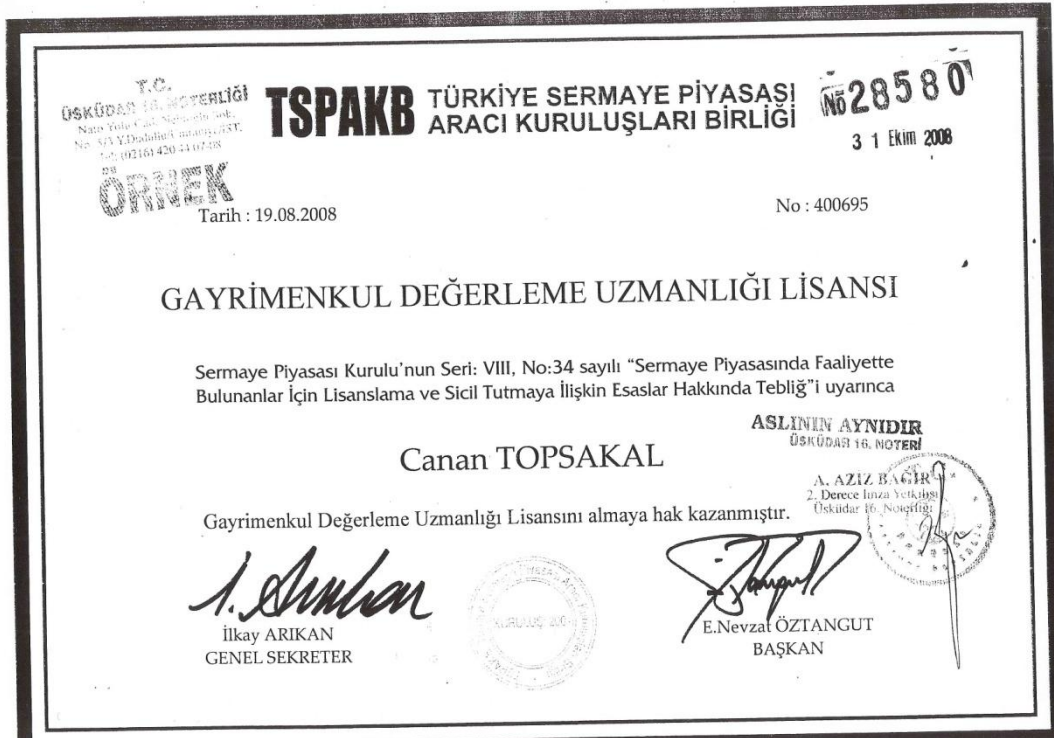 T.C.
ÜSKÜDAR 16. NOTERLİĞİ
ÖRNEK
TSPAKB TÜRKİYE SERMAYE PİYASASI
ARACI KURULUŞLARI BİRLİĞİ
No 28580
31 Ekim 2008
Tarih : 19.08.2008
No : 400695
GAYRİMENKUL DEĞERLEME UZMANLIĞI LİSANSI
Sermaye Piyasası Kurulu'nun Seri: VIII, No:34 sayılı “Sermaye Piyasasında Faaliyette
Bulunanlar İçin Lisanslama ve Sicil Tutmaya İlişkin Esaslar Hakkında Tebliğ”i uyarınca
ASLININ AYNIDIR
ÜSKÜDAR 16. NOTERİ
Canan TOPSAKAL
A. AZİZ BAĞIR
2. Derece İmza Yetkilisi
Üsküdar 16. Noterliği
Gayrimenkul Değerleme Uzmanlığı Lisansını almaya hak kazanmıştır.
İlkay ARIKAN
GENEL SEKRETER
E.Nevzat ÖZTANGUT
BAŞKAN